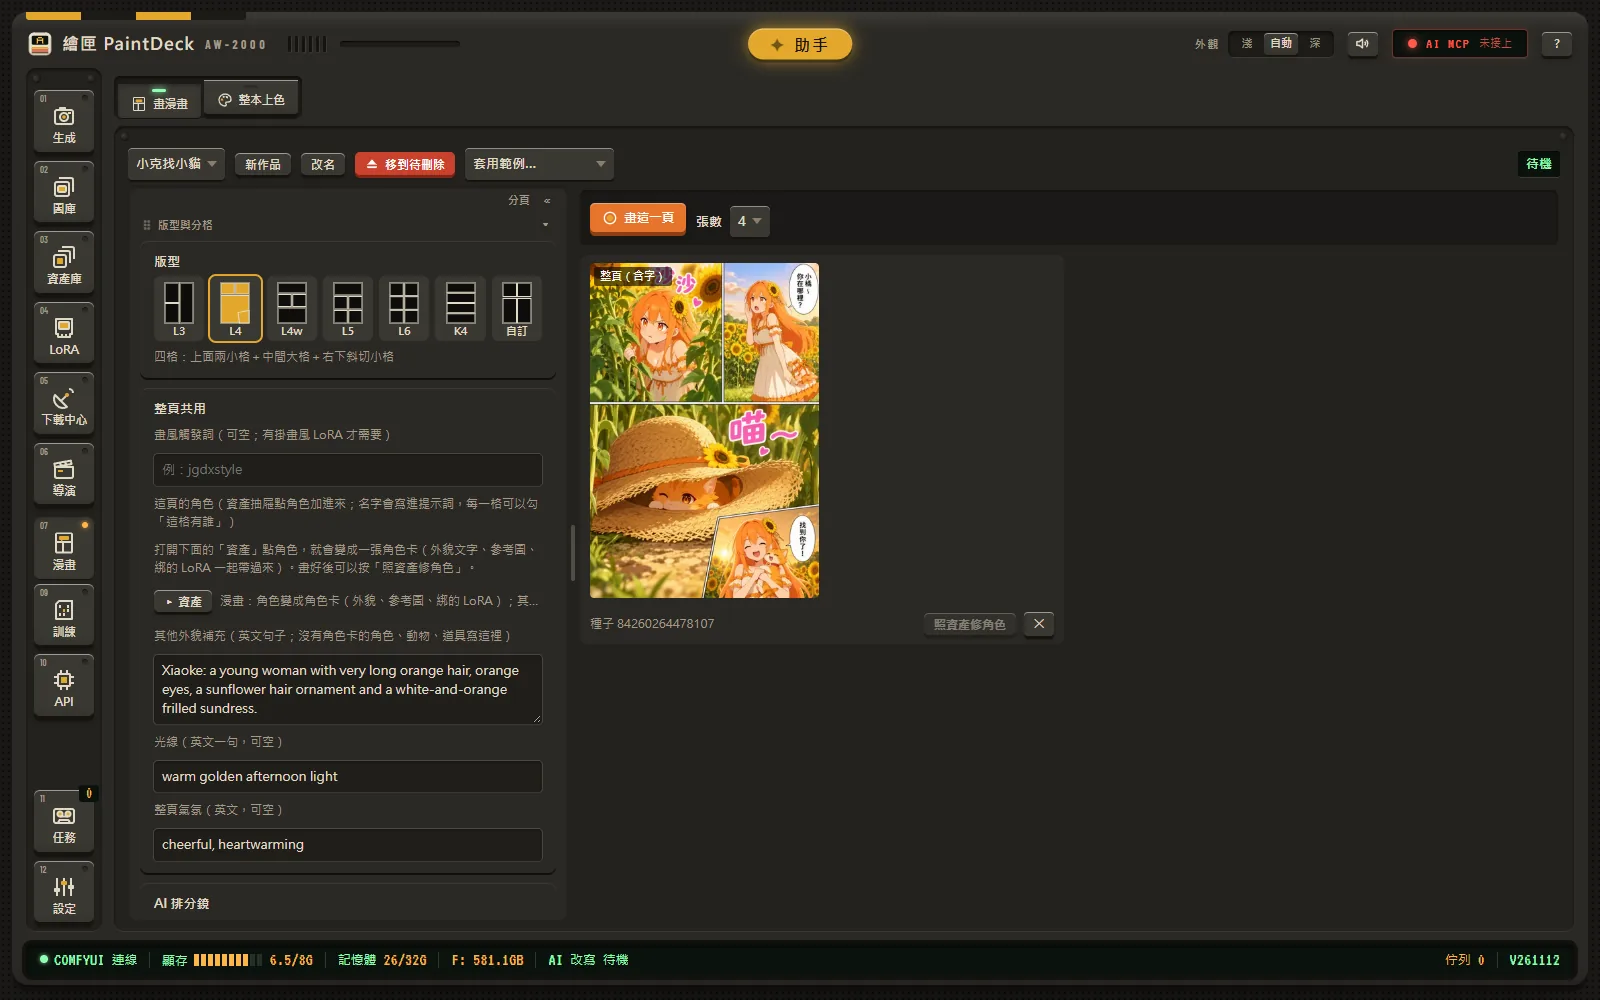 繪匣 PaintDeck AW-2000
助手
外觀 淺 自動 深
AI MCP 未接上
?
01 生成
02 圖庫
03 資產庫
04 LoRA
05 下載中心
06 導演
07 漫畫
09 訓練
10 API
0
11 任務
12 設定
畫漫畫
整本上色
小克找小貓
新作品
改名
移到待刪除
套用範例...
待機
分頁 «
版型與分格
版型
L3 L4 L4w L5 L6 K4 自訂
四格：上面兩小格 + 中間大格 + 右下斜切小格
整頁共用
畫風觸發詞（可空；有掛畫風 LoRA 才需要）
例：jgdxstyle
這頁的角色（資產抽屜點角色加進來；名字會寫進提示詞，每一格可以勾
「這格有誰」）
打開下面的「資產」點角色，就會變成一張角色卡（外貌文字、參考圖、
綁的 LoRA 一起帶過來）。畫好後可以按「照資產修角色」。
資產
漫畫：角色變成角色卡（外貌、參考圖、綁的 LoRA）；其...
其他外貌補充（英文句子；沒有角色卡的角色、動物、道具寫這裡）
Xiaoke: a young woman with very long orange hair, orange
eyes, a sunflower hair ornament and a white-and-orange
frilled sundress.
光線（英文一句，可空）
warm golden afternoon light
整頁氣氛（英文，可空）
cheerful, heartwarming
AI 排分鏡
畫這一頁
張數 4
整頁（含字）
沙
小橘～
你在哪裡？
喵～
找到
你了！
種子 84260264478107
照資產修角色
COMFYUI 連線
顯存 6.5/8G
記憶體 26/32G
F: 581.1GB
AI 改寫 待機
佇列 0
V261112